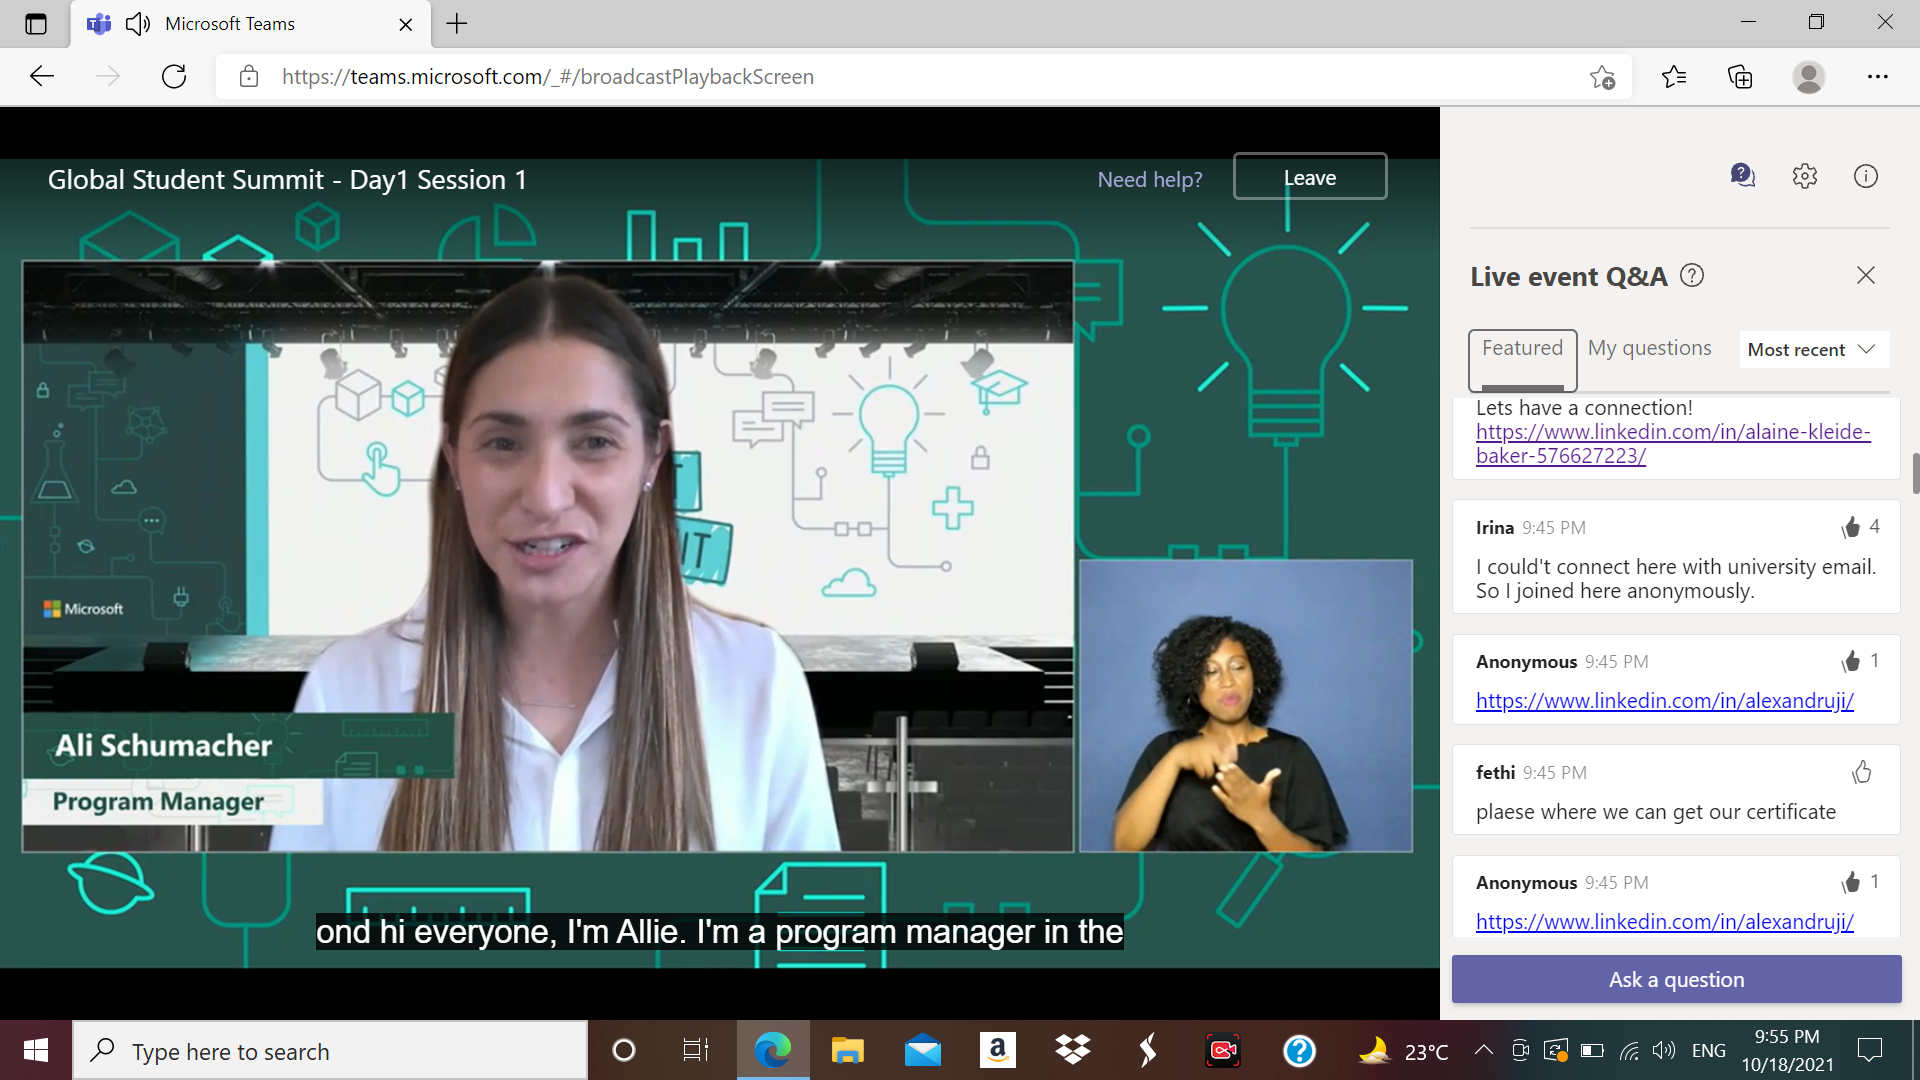 Microsoft Teams
https://teams.microsoft.com/_#/broadcastPlaybackScreen
Global Student Summit - Day1 Session 1
Need help?
Leave
Microsoft
IT
Ali Schumacher
Program Manager
ond hi everyone, I'm Allie. I'm a program manager in the
Live event Q&A
Featured
My questions
Most recent
Lets have a connection!
https://www.linkedin.com/in/alaine-kleide-
baker-576627223/
Irina 9:45 PM 4
I could't connect here with university email.
So I joined here anonymously.
Anonymous 9:45 PM 1
https://www.linkedin.com/in/alexandruji/
fethi 9:45 PM
plaese where we can get our certificate
Anonymous 9:45 PM 1
https://www.linkedin.com/in/alexandruji/
Ask a question
Type here to search
23°C
ENG
9:55 PM
10/18/2021